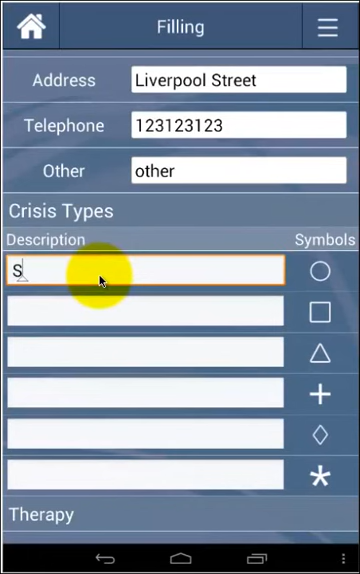 Filling
Address Liverpool Street
Telephone 123123123
Other other
Crisis Types
Description Symbols
S
Therapy